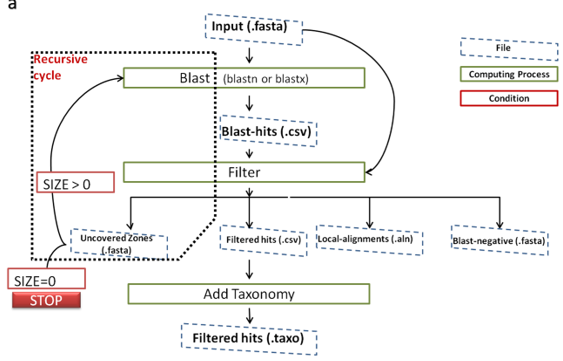 a
Input (.fasta)
File
Recursive
cycle
Blast (blastn or blastx)
Computing Process
Condition
Blast-hits (.csv)
Filter
SIZE > 0
Uncovered Zones
(.fasta)
Filtered hits (.csv)
Local-alignments (.aln)
Blast-negative (.fasta)
SIZE=0
STOP
Add Taxonomy
Filtered hits (.taxo)